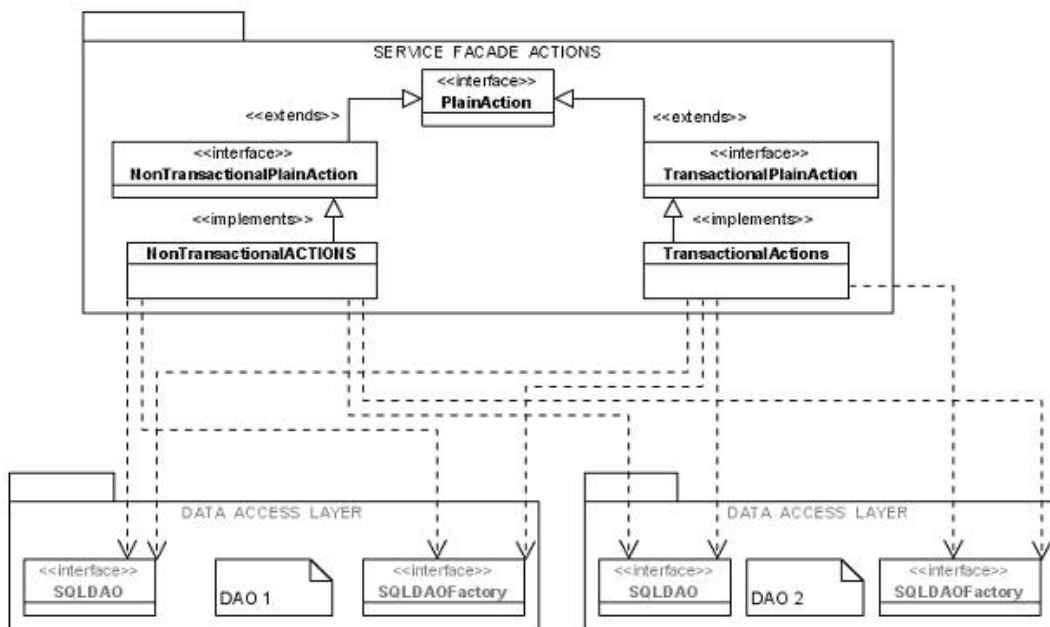 SERVICE FACADE ACTIONS
<<interface>>
PlainAction
<<extends>>
<<extends>>
<<interface>>
NonTransactionalPlainAction
<<interface>>
TransactionalPlainAction
<<implements>>
<<implements>>
NonTransactionalACTIONS
TransactionalActions
DATA ACCESS LAYER
DATA ACCESS LAYER
<<interface>>
SQLDAO
DAO 1
<<interface>>
SQLDAOFactory
<<interface>>
SQLDAO
DAO 2
<<interface>>
SQLDAOFactory